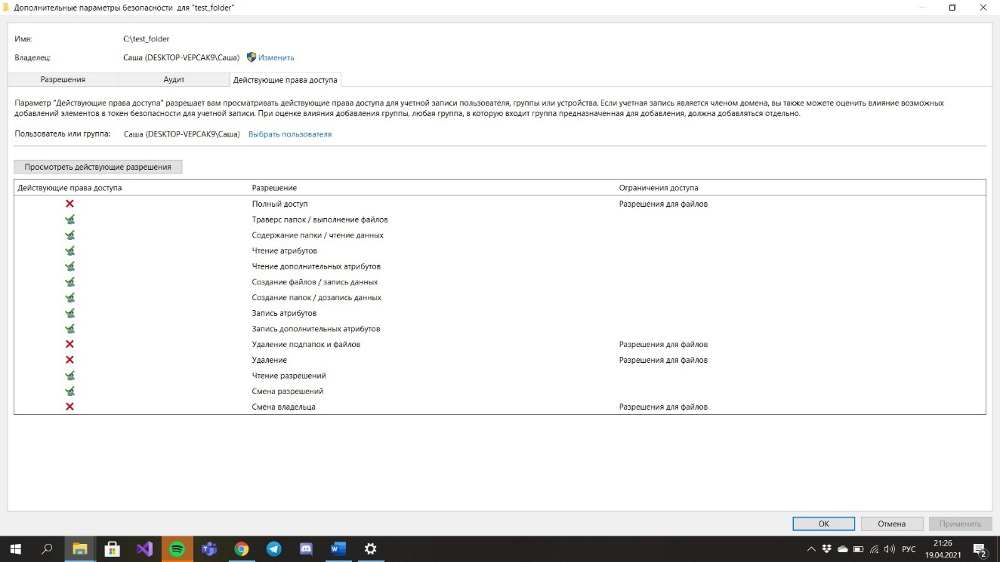 Дополнительные параметры безопасности для "test_folder"
Имя: C:\test_folder
Владелец: Саша (DESKTOP-VEPCAK9\Саша) Изменить
Разрешения Аудит Действующие права доступа
Параметр "Действующие права доступа" разрешает вам просматривать действующие права доступа для учетной записи пользователя, группы или устройства. Если учетная запись является членом домена, вы также можете оценить влияние возможных
добавлений элементов в токен безопасности для учетной записи. При оценке влияния добавления группы, любая группа, в которую входит группа предназначенная для добавления, должна добавляться отдельно.
Пользователь или группа: Саша (DESKTOP-VEPCAK9\Саша) Выбрать пользователя
Просмотреть действующие разрешения
Действующие права доступа Разрешение Ограничения доступа
Полный доступ Разрешения для файлов
Траверс папок / выполнение файлов
Содержание папки / чтение данных
Чтение атрибутов
Чтение дополнительных атрибутов
Создание файлов / запись данных
Создание папок / дозапись данных
Запись атрибутов
Запись дополнительных атрибутов
Удаление подпапок и файлов Разрешения для файлов
Удаление Разрешения для файлов
Чтение разрешений
Смена разрешений
Смена владельца Разрешения для файлов
ОК Отмена Применить
РУС 21:26
19.04.2021 2